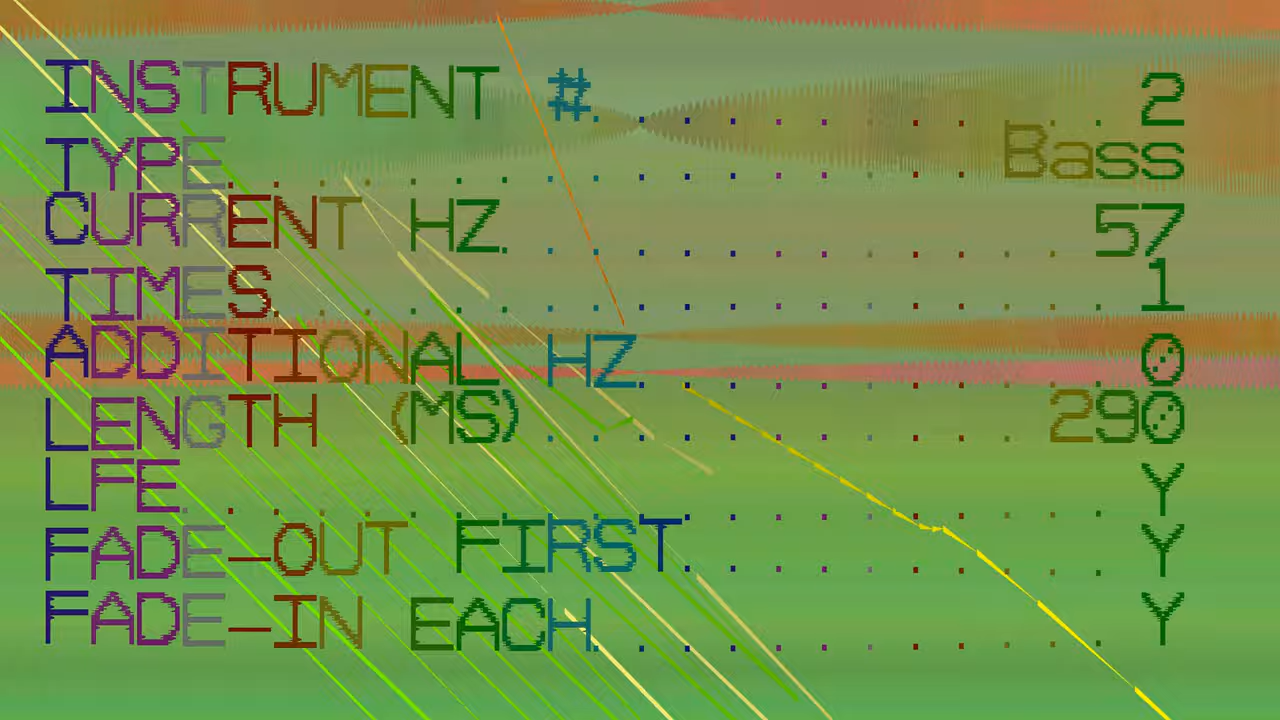 INSTRUMENT #. . . . . . . . . . . . 2
TYPE. . . . . . . . . . . . . . . . . Bass
CURRENT HZ. . . . . . . . . . . . . 57
TIMES. . . . . . . . . . . . . . . . . . . 1
ADDITIONAL HZ. . . . . . . . . . . 0
LENGTH (MS) . . . . . . . . . . . 290
LFE. . . . . . . . . . . . . . . . . . . . . Y
FADE-OUT FIRST. . . . . . . . . . Y
FADE-IN EACH. . . . . . . . . . . . Y